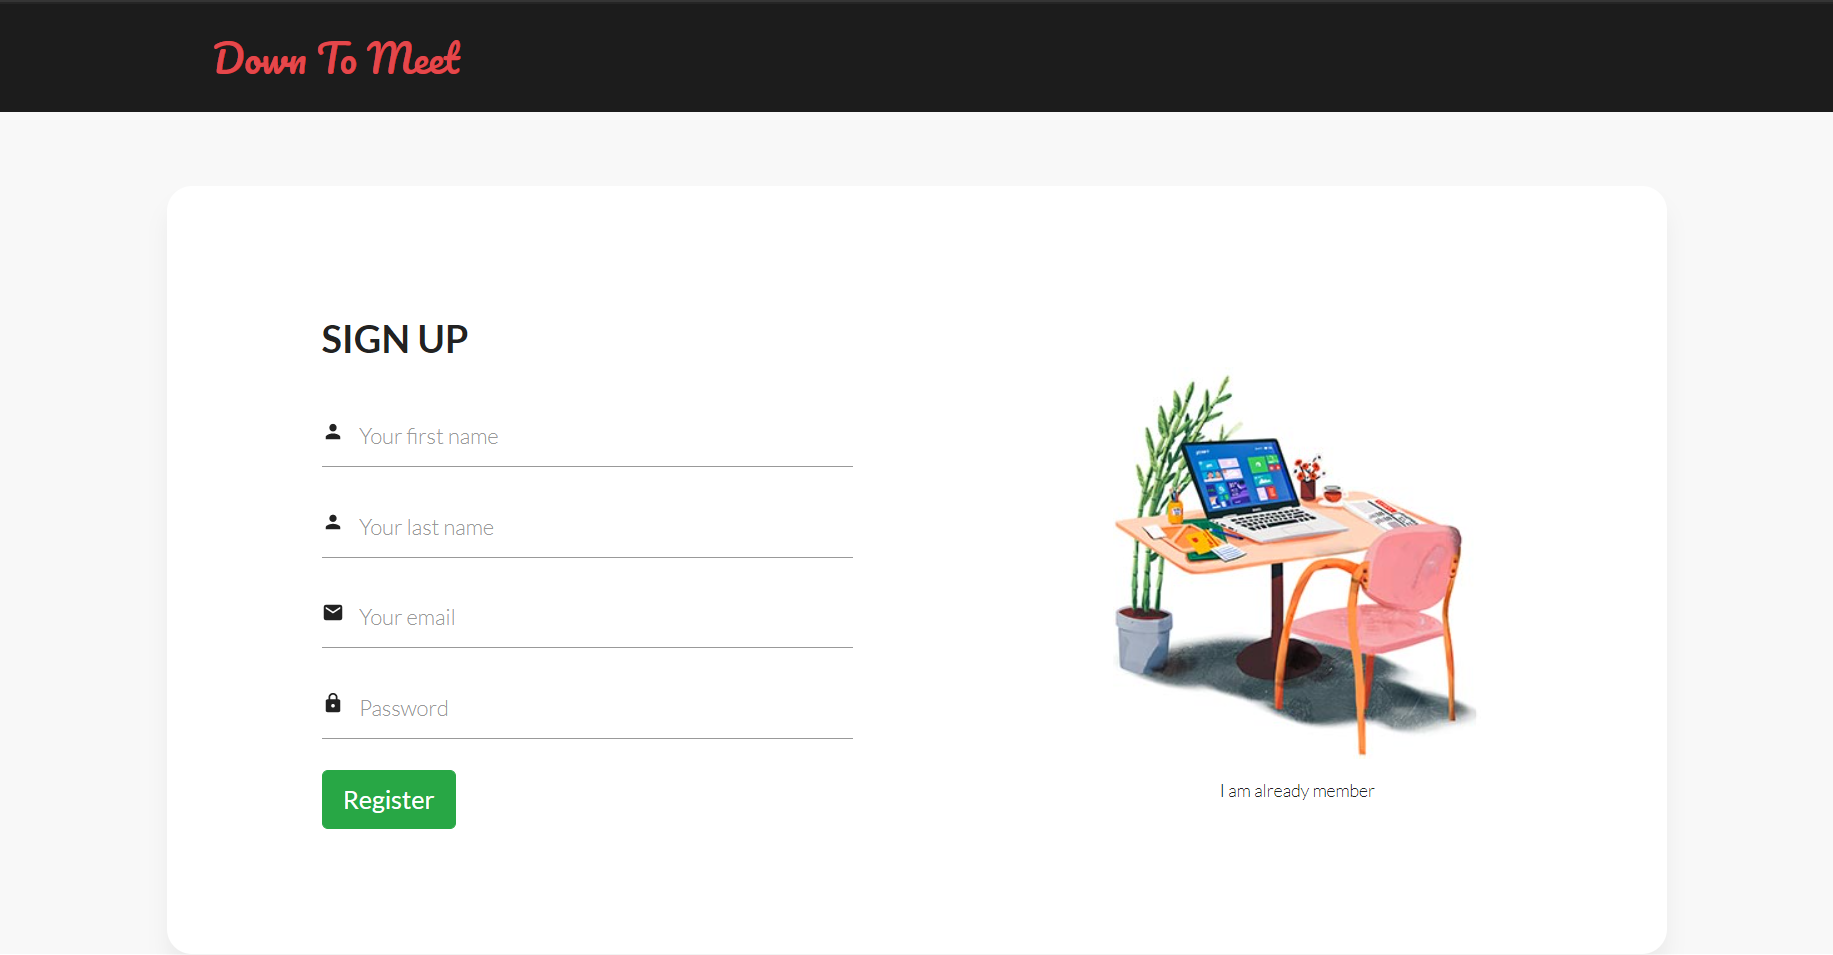 Down To Meet
SIGN UP
Your first name
Your last name
Your email
Password
Register
I am already member